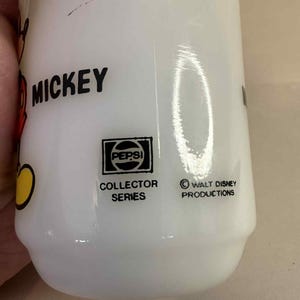 MICKEY
PEPSI
COLLECTOR
SERIES
© WALT DISNEY
PRODUCTIONS